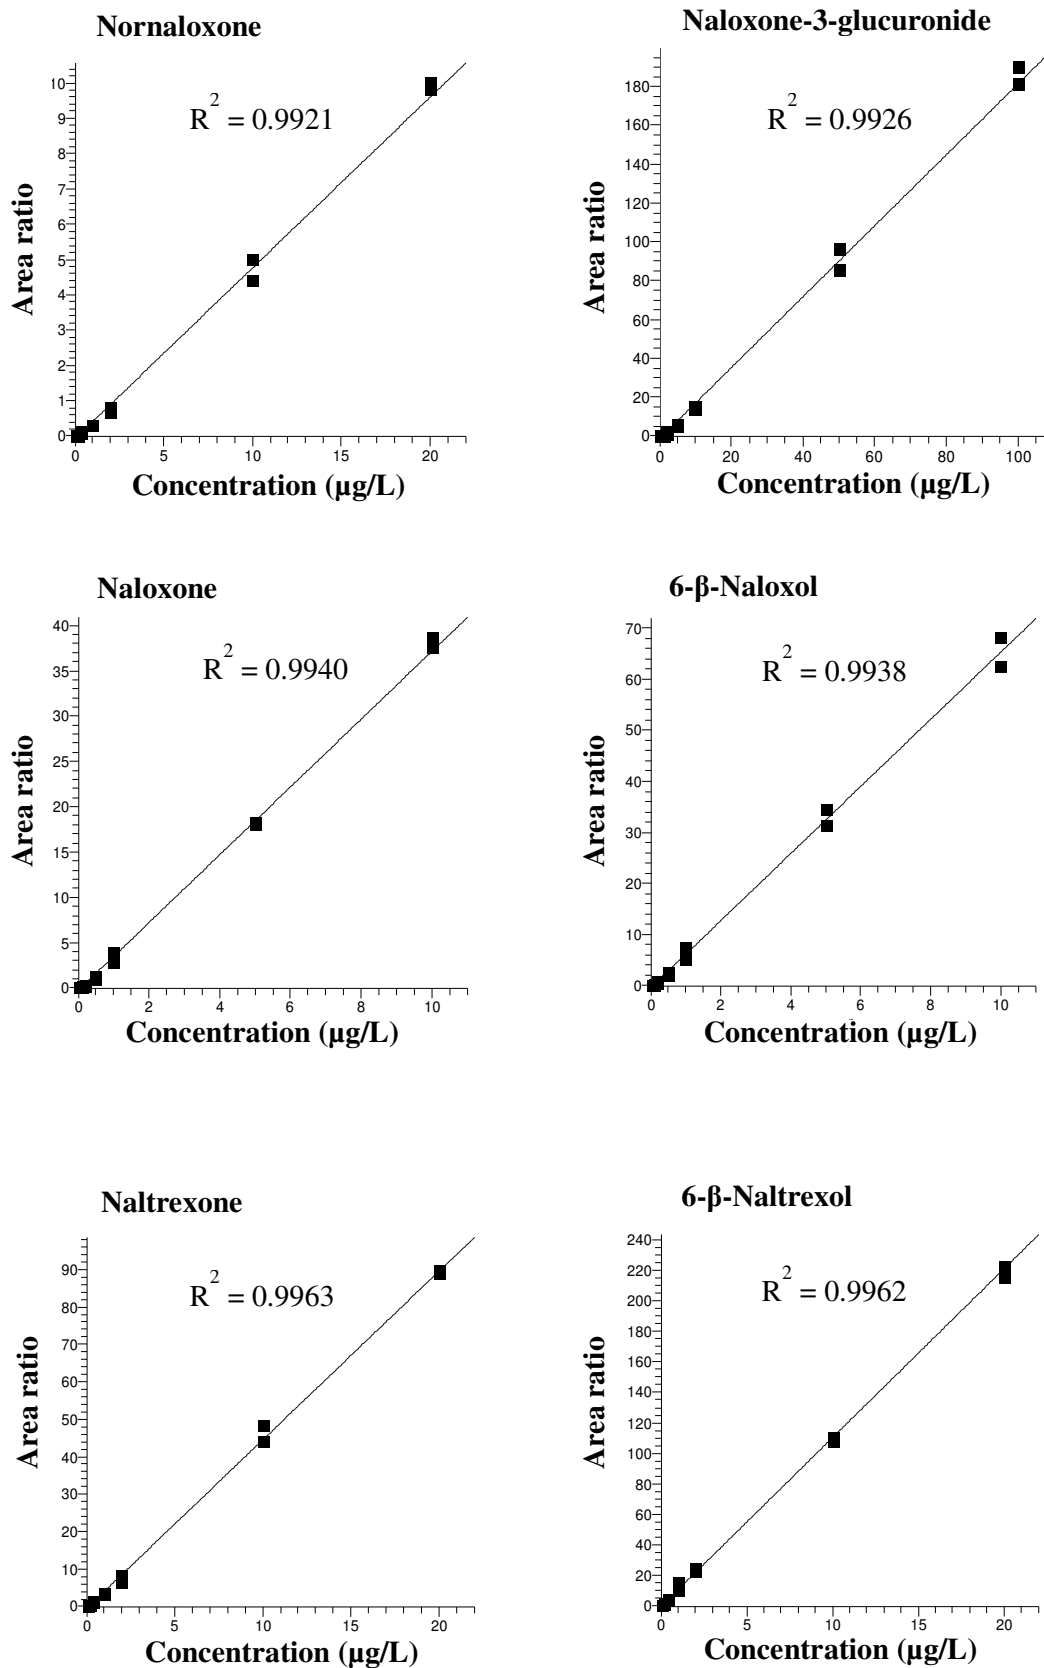 Nornaloxone
R2 = 0.9921
Area ratio
10
9
8
7
6
5
4
3
2
1
0
0 5 10 15 20
Concentration (µg/L)
Naloxone-3-glucuronide
R2 = 0.9926
Area ratio
180
160
140
120
100
80
60
40
20
0
0 20 40 60 80 100
Concentration (µg/L)
Naloxone
R2 = 0.9940
Area ratio
40
35
30
25
20
15
10
5
0
0 2 4 6 8 10
Concentration (µg/L)
6-β-Naloxol
R2 = 0.9938
Area ratio
70
60
50
40
30
20
10
0
0 2 4 6 8 10
Concentration (µg/L)
Naltrexone
R2 = 0.9963
Area ratio
90
80
70
60
50
40
30
20
10
0
0 5 10 15 20
Concentration (µg/L)
6-β-Naltrexol
R2 = 0.9962
Area ratio
240
220
200
180
160
140
120
100
80
60
40
20
0
0 5 10 15 20
Concentration (µg/L)